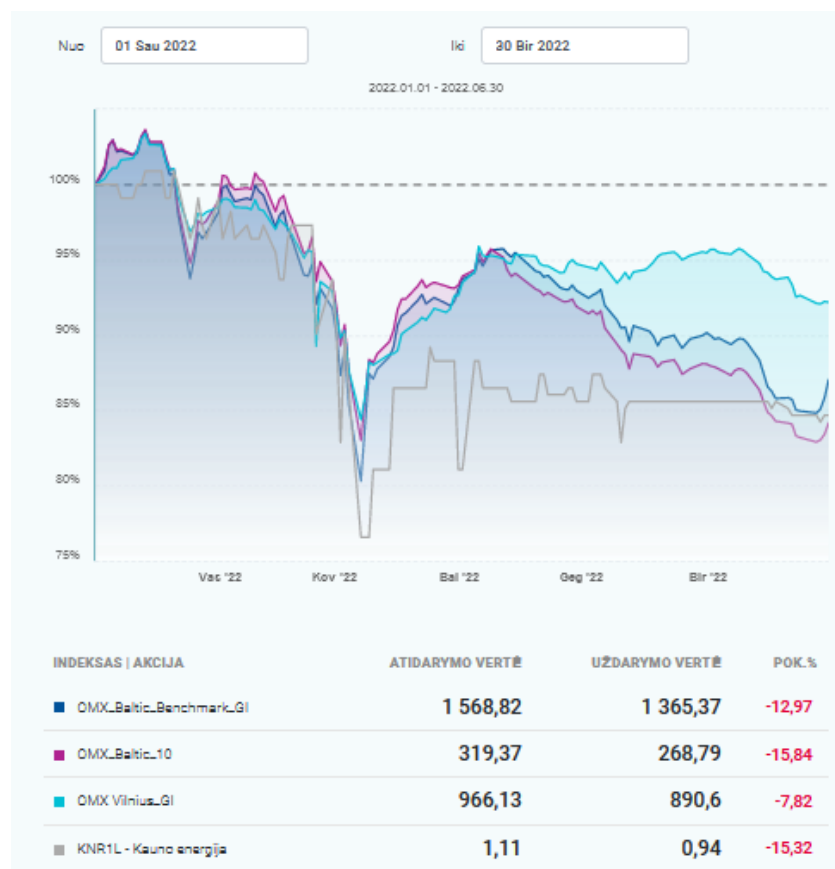 Nuo 01 Sau 2022 Iki 30 Bir 2022
2022.01.01 - 2022.06.30
100%
95%
90%
85%
80%
75%
Vas '22 Kov '22 Bal '22 Geg '22 Bir '22
INDEKSAS | AKCIJA ATIDARYMO VERTĖ UŽDARYMO VERTĖ POK.%
OMX_Baltic_Benchmark_GI 1 568,82 1 365,37 -12,97
OMX_Baltic_10 319,37 268,79 -15,84
OMX Vilnius_GI 966,13 890,6 -7,82
KNR1L - Kauno energija 1,11 0,94 -15,32